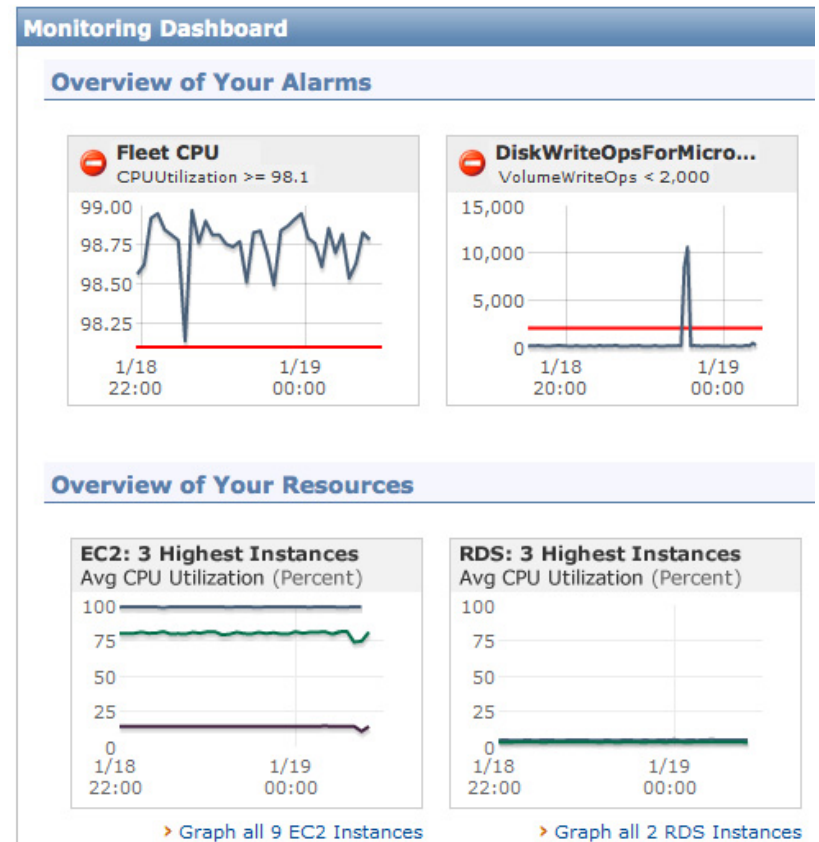 Monitoring Dashboard
Overview of Your Alarms
Fleet CPU
CPUUtilization >= 98.1
99.00
98.75
98.50
98.25
1/18
22:00
1/19
00:00
DiskWriteOpsForMicro...
VolumeWriteOps < 2,000
15,000
10,000
5,000
0
1/18
20:00
1/19
00:00
Overview of Your Resources
EC2: 3 Highest Instances
Avg CPU Utilization (Percent)
100
75
50
25
0
1/18
22:00
1/19
00:00
› Graph all 9 EC2 Instances
RDS: 3 Highest Instances
Avg CPU Utilization (Percent)
100
75
50
25
0
1/18
22:00
1/19
00:00
› Graph all 2 RDS Instances